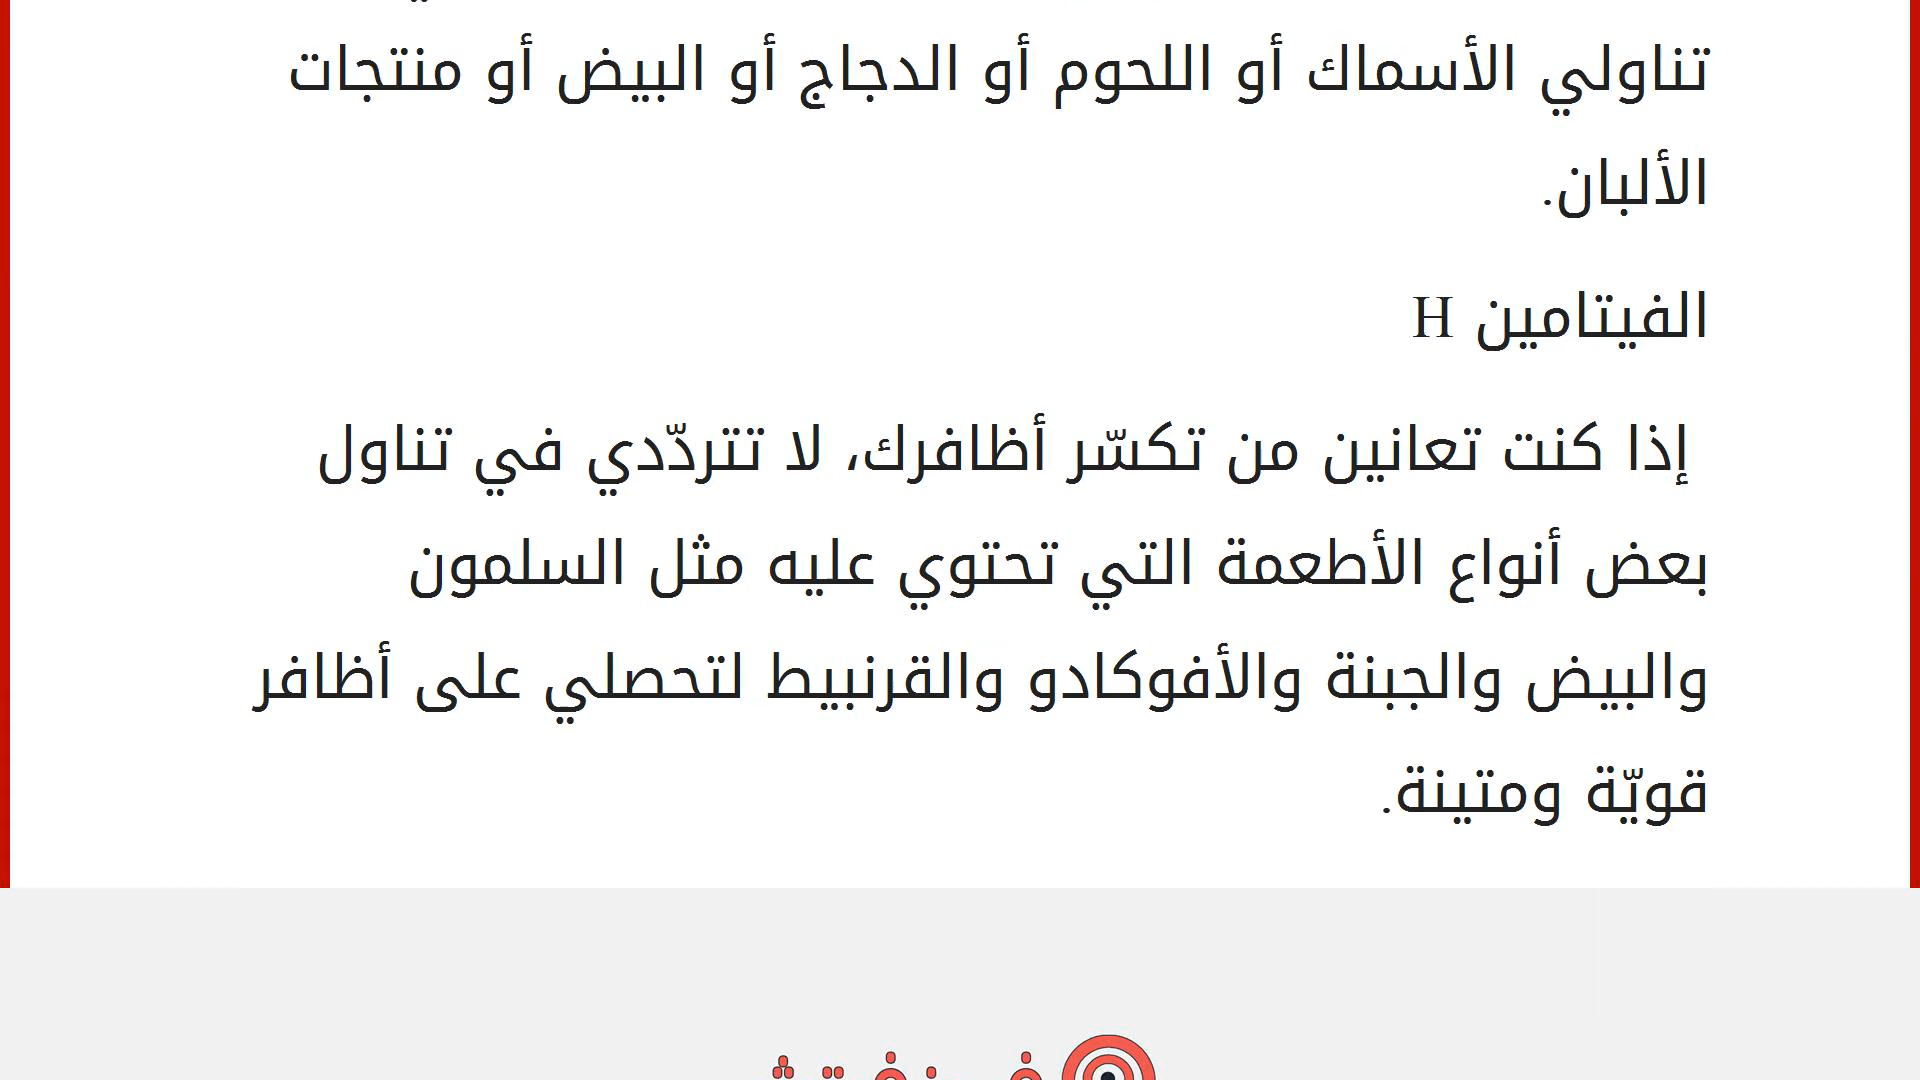 تناولي الأسماك أو اللحوم أو الدجاج أو البيض أو منتجات
الألبان.
الفيتامين H
إذا كنت تعانين من تكسّر أظافرك، لا تتردّدي في تناول
بعض أنواع الأطعمة التي تحتوي عليه مثل السلمون
والبيض والجبنة والأفوكادو والقرنبيط لتحصلي على أظافر
قويّة ومتينة.